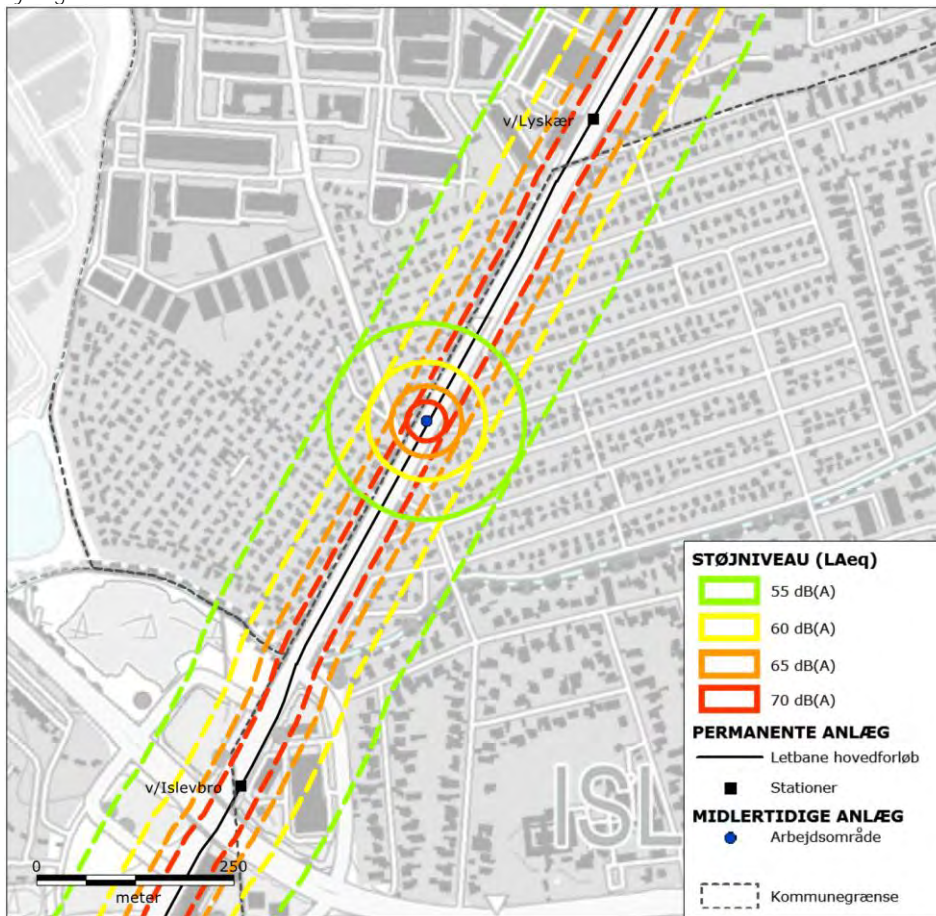 v/Lyskær
v/Islevbro
ISL
0
250
meter
STØJNIVEAU (LAeq)
55 dB(A)
60 dB(A)
65 dB(A)
70 dB(A)
PERMANENTE ANLÆG
Letbane hovedforløb
Stationer
MIDLERTIDIGE ANLÆG
Arbejdsområde
Kommunegrænse